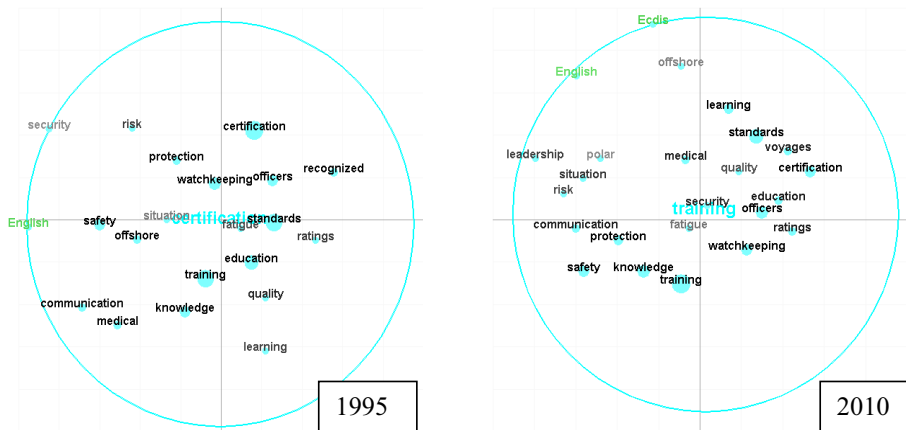 security
risk
certification
protection
recognized
watchkeeping
officers
situation
certification
standards
English
safety
fatigue
offshore
ratings
education
training
quality
communication
knowledge
medical
learning
1995
Ecdis
offshore
English
learning
standards
voyages
leadership
polar
medical
quality
certification
situation
risk
security
education
training
officers
communication
fatigue
ratings
protection
watchkeeping
safety
knowledge
training
2010